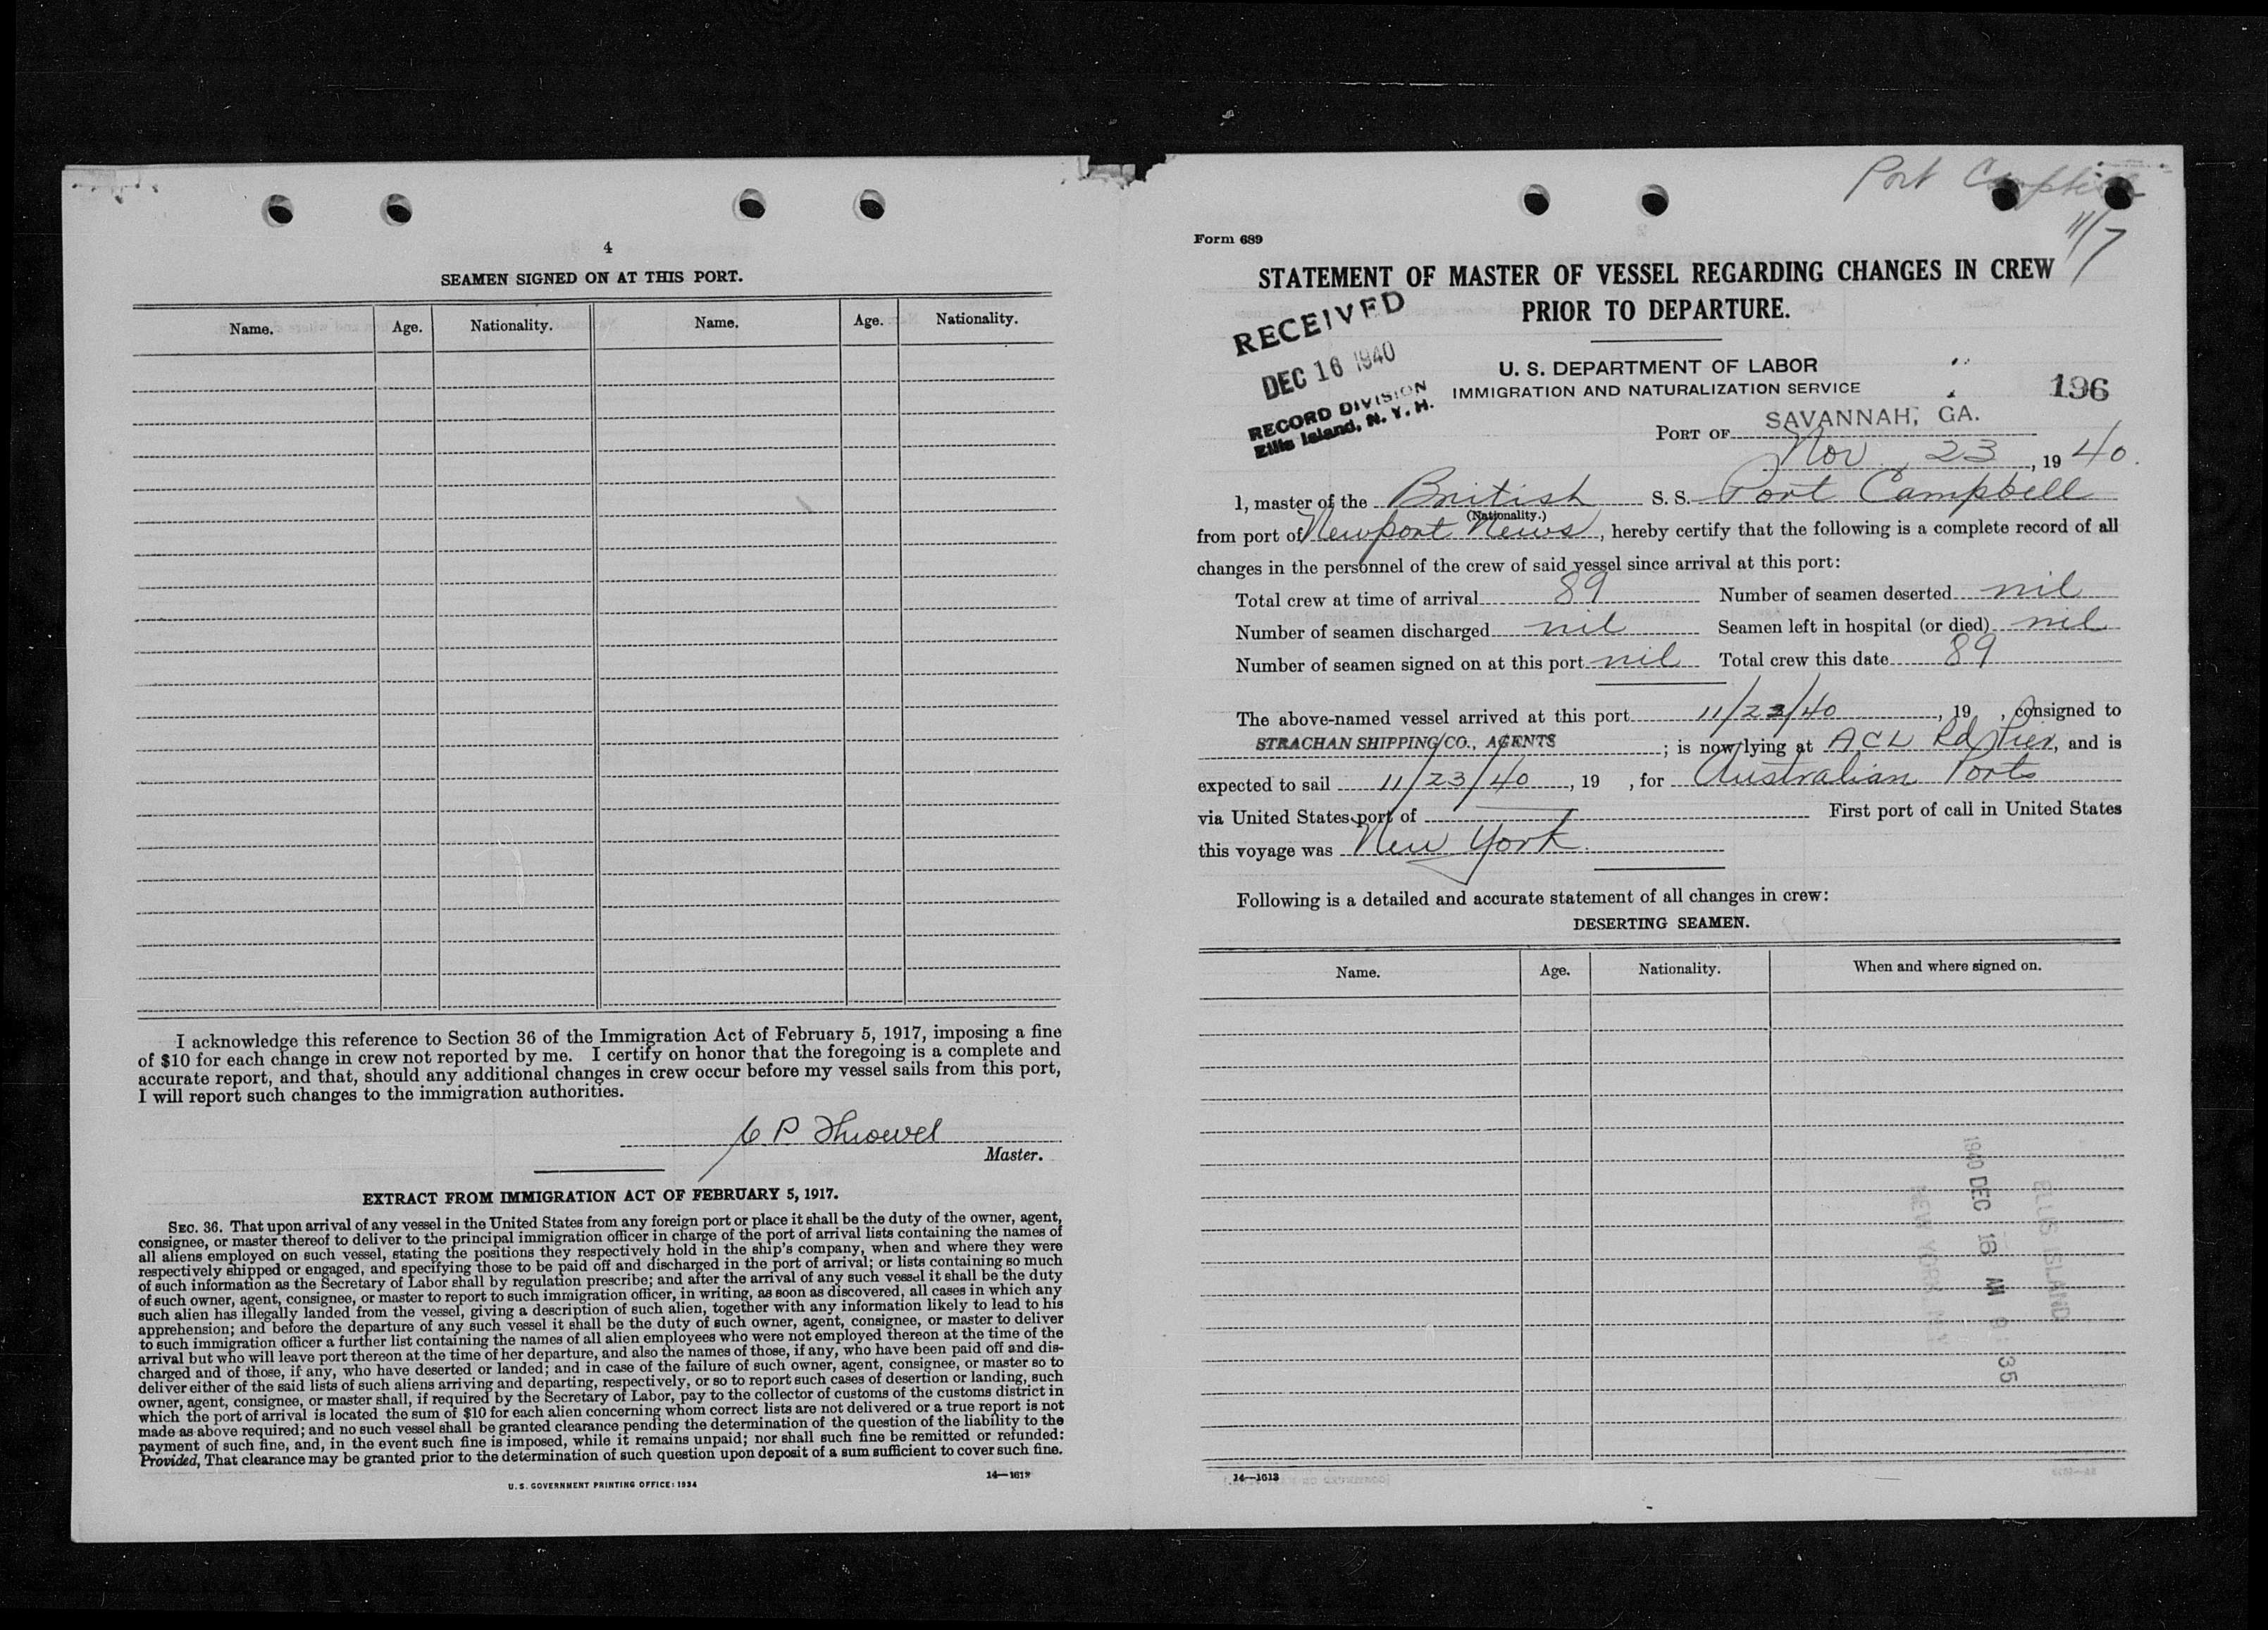 4
SEAMEN SIGNED ON AT THIS PORT.
Name. Age. Nationality. Name. Age. Nationality.
I acknowledge this reference to Section 36 of the Immigration Act of February 5, 1917, imposing a fine
of $10 for each change in crew not reported by me. I certify on honor that the foregoing is a complete and
accurate report, and that, should any additional changes in crew occur before my vessel sails from this port,
I will report such changes to the immigration authorities.
C P
Master.
EXTRACT FROM IMMIGRATION ACT OF FEBRUARY 5, 1917.
SEC. 36. That upon arrival of any vessel in the United States from any foreign port or place it shall be the duty of the owner, agent,
consignee, or master thereof to deliver to the principal immigration officer in charge of the port of arrival lists containing the names of
all aliens employed on such vessel, stating the positions they respectively hold in the ship's company, when and where they were
respectively shipped or engaged, and specifying those to be paid off and discharged in the port of arrival; or lists containing so much
of such information as the Secretary of Labor shall by regulation prescribe; and after the arrival of any such vessel it shall be the duty
of such owner, agent, consignee, or master to report to such immigration officer, in writing, as soon as discovered, all cases in which any
such alien has illegally landed from the vessel, giving a description of such alien, together with any information likely to lead to his
apprehension; and before the departure of any such vessel it shall be the duty of such owner, agent, consignee, or master to deliver
to such immigration officer a further list containing the names of all alien employees who were not employed thereon at the time of the
arrival but who will leave port thereon at the time of her departure, and also the names of those, if any, who have been paid off and dis-
charged and of those, if any, who have deserted or landed; and in case of the failure of such owner, agent, consignee, or master so to
deliver either of the said lists of such aliens arriving and departing, respectively, or so to report such cases of desertion or landing, such
owner, agent, consignee, or master shall, if required by the Secretary of Labor, pay to the collector of customs of the customs district in
which the port of arrival is located the sum of $10 for each alien concerning whom correct lists are not delivered or a true report is not
made as above required; and no such vessel shall be granted clearance pending the determination of the question of the liability to the
payment of such fine, and, in the event such fine is imposed, while it remains unpaid; nor shall such fine be remitted or refunded:
Provided, That clearance may be granted prior to the determination of such question upon deposit of a sum sufficient to cover such fine.
U. S. GOVERNMENT PRINTING OFFICE: 1934
14—1613
Port Campbell
11/7
Form 689
STATEMENT OF MASTER OF VESSEL REGARDING CHANGES IN CREW
PRIOR TO DEPARTURE.
RECEIVED
DEC 16 1940
RECORD DIVISION
Ellis Island, N. Y. H.
U. S. DEPARTMENT OF LABOR
IMMIGRATION AND NATURALIZATION SERVICE
196
PORT OF SAVANNAH, GA.
Nov 23, 1940.
I, master of the British S. S. Port Campbell
(Nationality.)
from port of Newport News, hereby certify that the following is a complete record of all
changes in the personnel of the crew of said vessel since arrival at this port:
Total crew at time of arrival 89 Number of seamen deserted nil
Number of seamen discharged nil Seamen left in hospital (or died) nil
Number of seamen signed on at this port nil Total crew this date 89
The above-named vessel arrived at this port 11/23/40, 19 , consigned to
STRACHAN SHIPPING CO., AGENTS ; is now lying at ACL Rd Pier, and is
expected to sail 11/23/40, 19 , for Australian Ports
via United States port of First port of call in United States
this voyage was New York.
Following is a detailed and accurate statement of all changes in crew:
DESERTING SEAMEN.
Name. Age. Nationality. When and where signed on.
ELLIS ISLAND
1940 DEC 16 AM 9 35
NEW YORK, N.Y.
14—1613